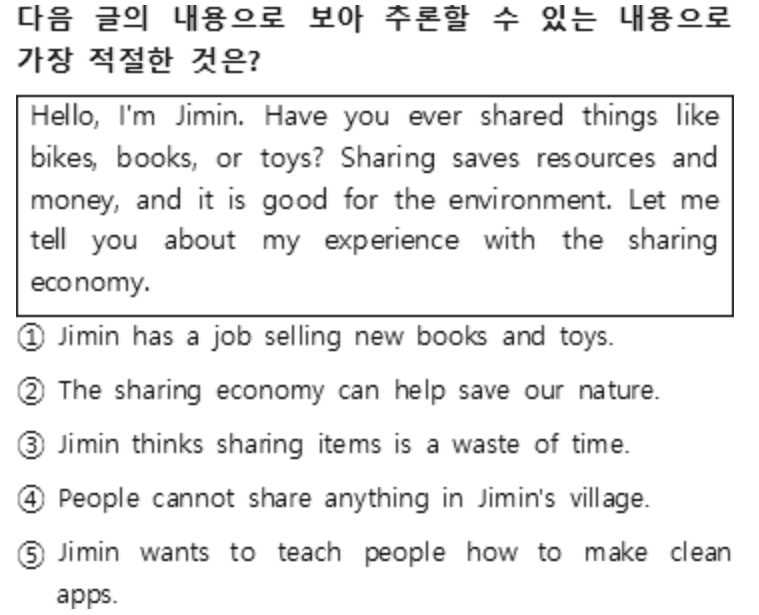 다음 글의 내용으로 보아 추론할 수 있는 내용으로
가장 적절한 것은?
Hello, I'm Jimin. Have you ever shared things like
bikes, books, or toys? Sharing saves resources and
money, and it is good for the environment. Let me
tell you about my experience with the sharing
economy.
① Jimin has a job selling new books and toys.
② The sharing economy can help save our nature.
③ Jimin thinks sharing items is a waste of time.
④ People cannot share anything in Jimin's village.
⑤ Jimin wants to teach people how to make clean
apps.